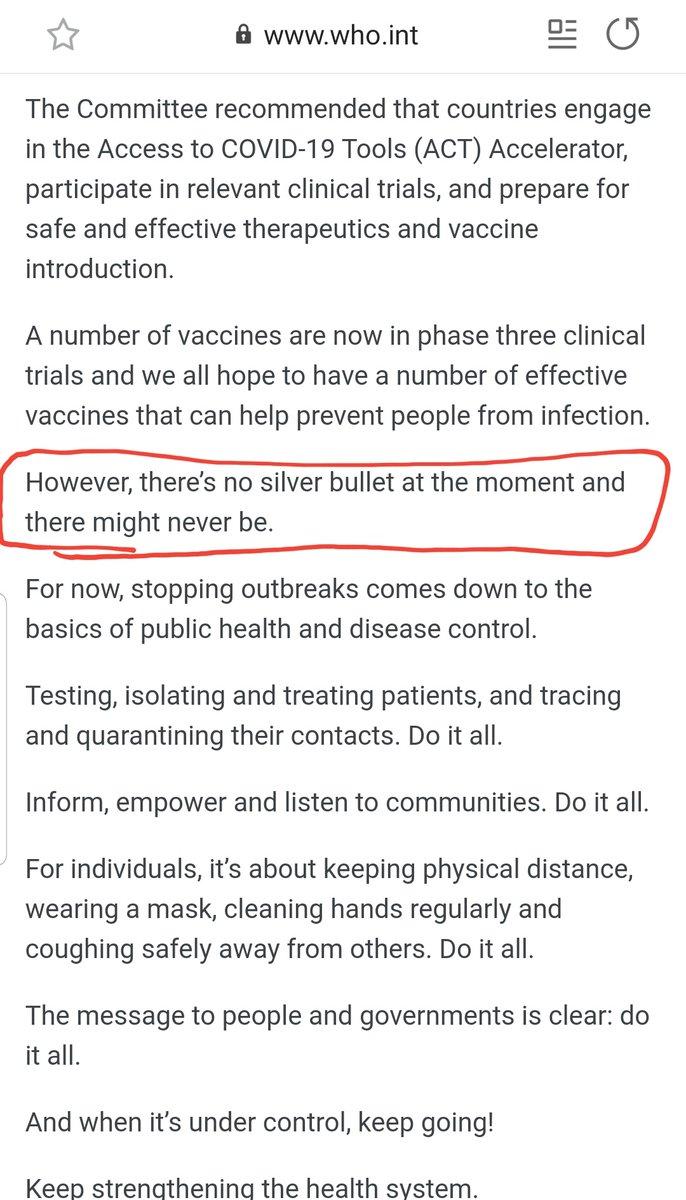 www.who.int
The Committee recommended that countries engage
in the Access to COVID-19 Tools (ACT) Accelerator,
participate in relevant clinical trials, and prepare for
safe and effective therapeutics and vaccine
introduction.
A number of vaccines are now in phase three clinical
trials and we all hope to have a number of effective
vaccines that can help prevent people from infection.
However, there’s no silver bullet at the moment and
there might never be.
For now, stopping outbreaks comes down to the
basics of public health and disease control.
Testing, isolating and treating patients, and tracing
and quarantining their contacts. Do it all.
Inform, empower and listen to communities. Do it all.
For individuals, it’s about keeping physical distance,
wearing a mask, cleaning hands regularly and
coughing safely away from others. Do it all.
The message to people and governments is clear: do
it all.
And when it’s under control, keep going!
Keep strengthening the health system.